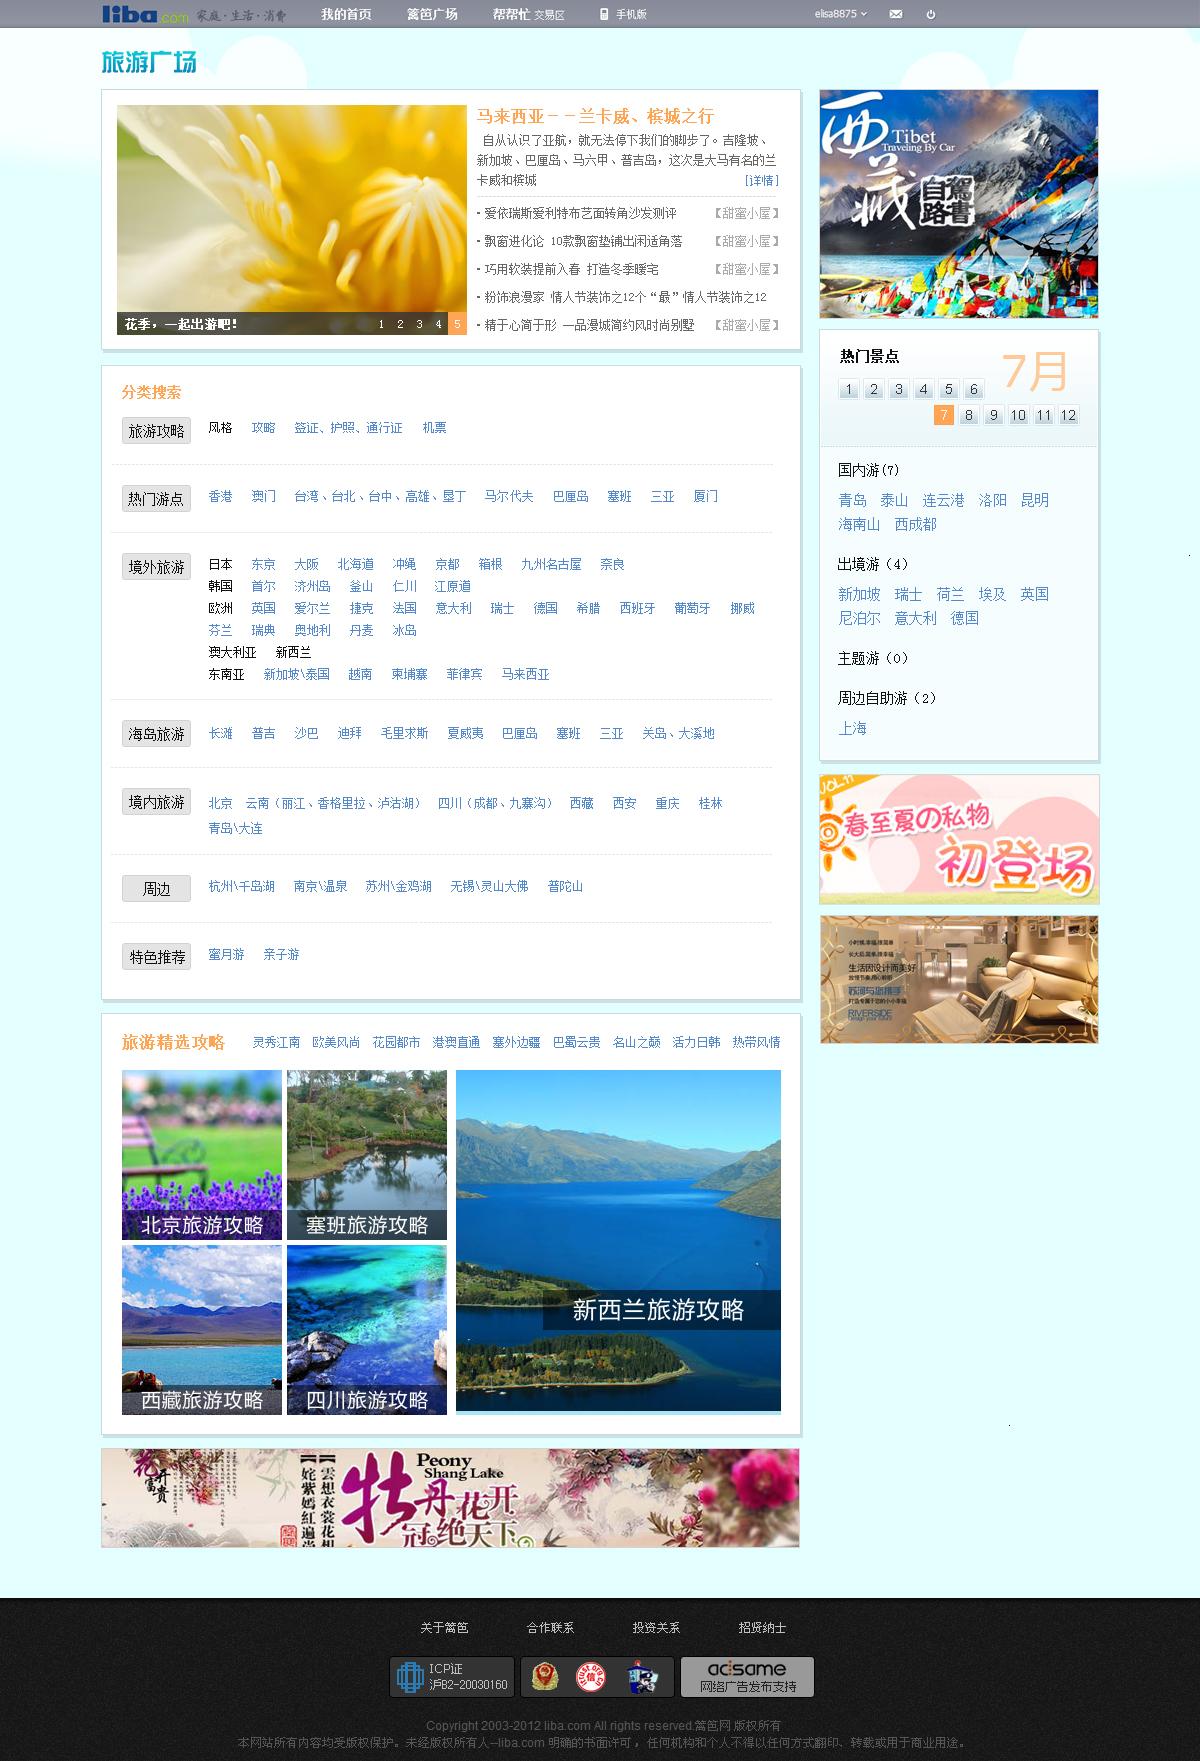 liba.com 家庭·生活·消费 我的首页 篱笆广场 帮帮忙 交易区 手机版 elisa8875
旅游广场
马来西亚－－兰卡威、槟城之行
自从认识了亚航，就无法停下我们的脚步了。吉隆坡、
新加坡、巴厘岛、马六甲、普吉岛，这次是大马有名的兰
卡威和槟城 [详情]
· 爱依瑞斯爱利特布艺面转角沙发测评 【甜蜜小屋】
· 飘窗进化论 10款飘窗垫铺出闲适角落 【甜蜜小屋】
· 巧用软装提前入春 打造冬季暖宅 【甜蜜小屋】
· 粉饰浪漫家 情人节装饰之12个“最”情人节装饰之12
· 精于心简于形 一品漫城简约风时尚别墅 【甜蜜小屋】
花季，一起出游吧！ 1 2 3 4 5
西藏
Tibet
Traveling By Car
自驾路书
分类搜索
旅游攻略 风格 攻略 签证、护照、通行证 机票
热门游点 香港 澳门 台湾、台北、台中、高雄、垦丁 马尔代夫 巴厘岛 塞班 三亚 厦门
境外旅游 日本 东京 大阪 北海道 冲绳 京都 箱根 九州名古屋 奈良
韩国 首尔 济州岛 釜山 仁川 江原道
欧洲 英国 爱尔兰 捷克 法国 意大利 瑞士 德国 希腊 西班牙 葡萄牙 挪威
芬兰 瑞典 奥地利 丹麦 冰岛
澳大利亚 新西兰
东南亚 新加坡\泰国 越南 柬埔寨 菲律宾 马来西亚
海岛旅游 长滩 普吉 沙巴 迪拜 毛里求斯 夏威夷 巴厘岛 塞班 三亚 关岛、大溪地
境内旅游 北京 云南（丽江、香格里拉、泸沽湖） 四川（成都、九寨沟） 西藏 西安 重庆 桂林
青岛\大连
周边 杭州\千岛湖 南京\温泉 苏州\金鸡湖 无锡\灵山大佛 普陀山
特色推荐 蜜月游 亲子游
热门景点 7月
1 2 3 4 5 6
7 8 9 10 11 12
国内游(7)
青岛 泰山 连云港 洛阳 昆明
海南山 西成都
出境游（4）
新加坡 瑞士 荷兰 埃及 英国
尼泊尔 意大利 德国
主题游（0）
周边自助游（2）
上海
VOL.11
春至夏の私物
初登场
生活因设计而美好
RIVERSIDE
旅游精选攻略 灵秀江南 欧美风尚 花园都市 港澳直通 塞外边疆 巴蜀云贵 名山之巅 活力日韩 热带风情
北京旅游攻略
塞班旅游攻略
新西兰旅游攻略
西藏旅游攻略
四川旅游攻略
花开富贵
雲想衣裳花想
姹紫嫣紅遍
Peony
Shang Lake
牡丹花开
冠绝天下
关于篱笆 合作联系 投资关系 招贤纳士
ICP证
沪B2-20030160
acisame
网络广告发布支持
Copyright 2003-2012 liba.com All rights reserved.篱笆网 版权所有
本网站所有内容均受版权保护。未经版权所有人--liba.com 明确的书面许可，任何机构和个人不得以任何方式翻印、转载或用于商业用途。